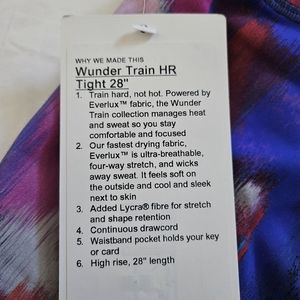 WHY WE MADE THIS
Wunder Train HR
Tight 28"
1. Train hard, not hot. Powered by
Everlux™ fabric, the Wunder
Train collection manages heat
and sweat so you stay
comfortable and focused
2. Our fastest drying fabric,
Everlux™ is ultra-breathable,
four-way stretch, and wicks
away sweat. It feels soft on
the outside and cool and sleek
next to skin
3. Added Lycra® fibre for stretch
and shape retention
4. Continuous drawcord
5. Waistband pocket holds your key
or card
6. High rise, 28" length